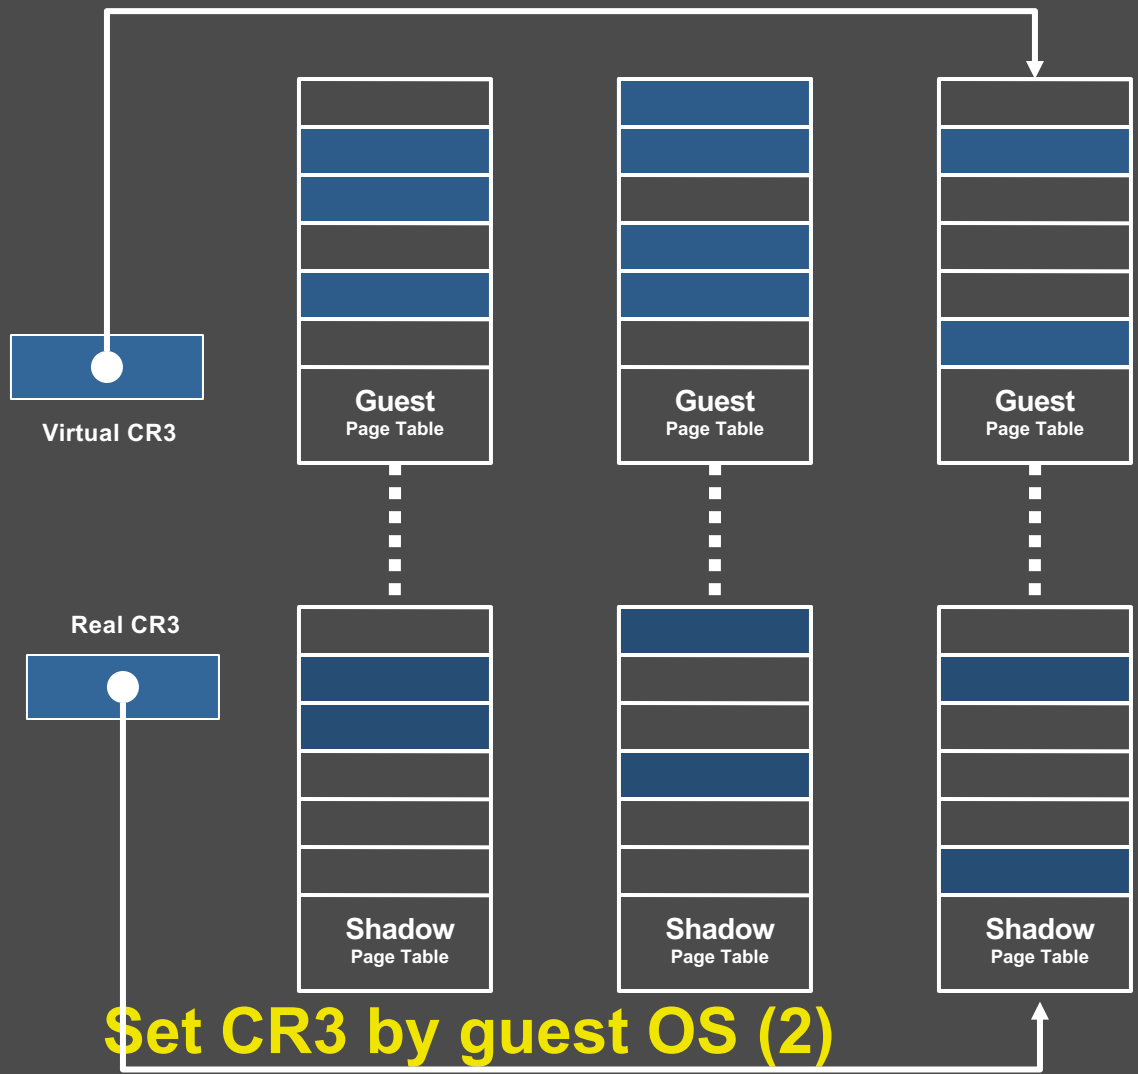 Guest
Page Table
Guest
Page Table
Guest
Page Table
Virtual CR3
Real CR3
Shadow
Page Table
Shadow
Page Table
Shadow
Page Table
Set CR3 by guest OS (2)